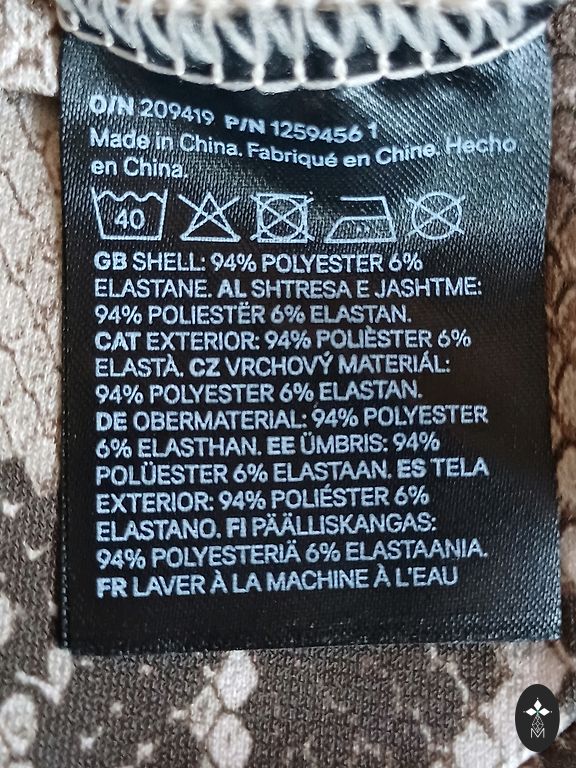 O/N 209419 P/N 1259456 1
Made in China. Fabriqué en Chine. Hecho
en China.
40
GB SHELL: 94% POLYESTER 6%
ELASTANE. AL SHTRESA E JASHTME:
94% POLIESTËR 6% ELASTAN.
CAT EXTERIOR: 94% POLIÈSTER 6%
ELASTÀ. CZ VRCHOVÝ MATERIÁL:
94% POLYESTER 6% ELASTAN.
DE OBERMATERIAL: 94% POLYESTER
6% ELASTHAN. EE ÜMBRIS: 94%
POLÜESTER 6% ELASTAAN. ES TELA
EXTERIOR: 94% POLIÉSTER 6%
ELASTANO. FI PÄÄLLISKANGAS:
94% POLYESTERIÄ 6% ELASTAANIA.
FR LAVER À LA MACHINE À L'EAU
M